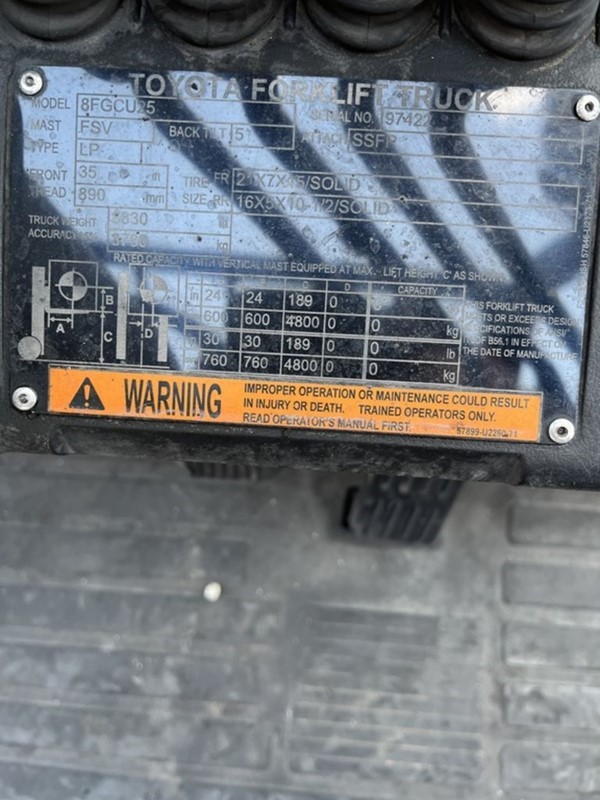 TOYOTA FORKLIFT TRUCK
MODEL 8FGCU25 SERIAL NO. 97422
MAST FSV BACK TILT 5° ATTACH SSFP
TYPE LP
FRONT 35 in TIRE FR 21X7X15/SOLID
TREAD 890 mm SIZE RR 16X5X10-1/2/SOLID
TRUCK WEIGHT lb
ACCURACY kg
RATED CAPACITY WITH VERTICAL MAST EQUIPPED AT MAX. LIFT HEIGHT 'C' AS SHOWN
C D CAPACITY
in 24 24 189 0 0
600 600 4800 0 0 kg
in 30 30 189 0 0 lb
760 760 4800 0 0 kg
A B C D
THIS FORKLIFT TRUCK
MEETS OR EXCEEDS DESIGN
SPECIFICATIONS
OF B56.1 IN EFFECT ON
THE DATE OF MANUFACTURE
WARNING
IMPROPER OPERATION OR MAINTENANCE COULD RESULT
IN INJURY OR DEATH. TRAINED OPERATORS ONLY.
READ OPERATOR'S MANUAL FIRST.